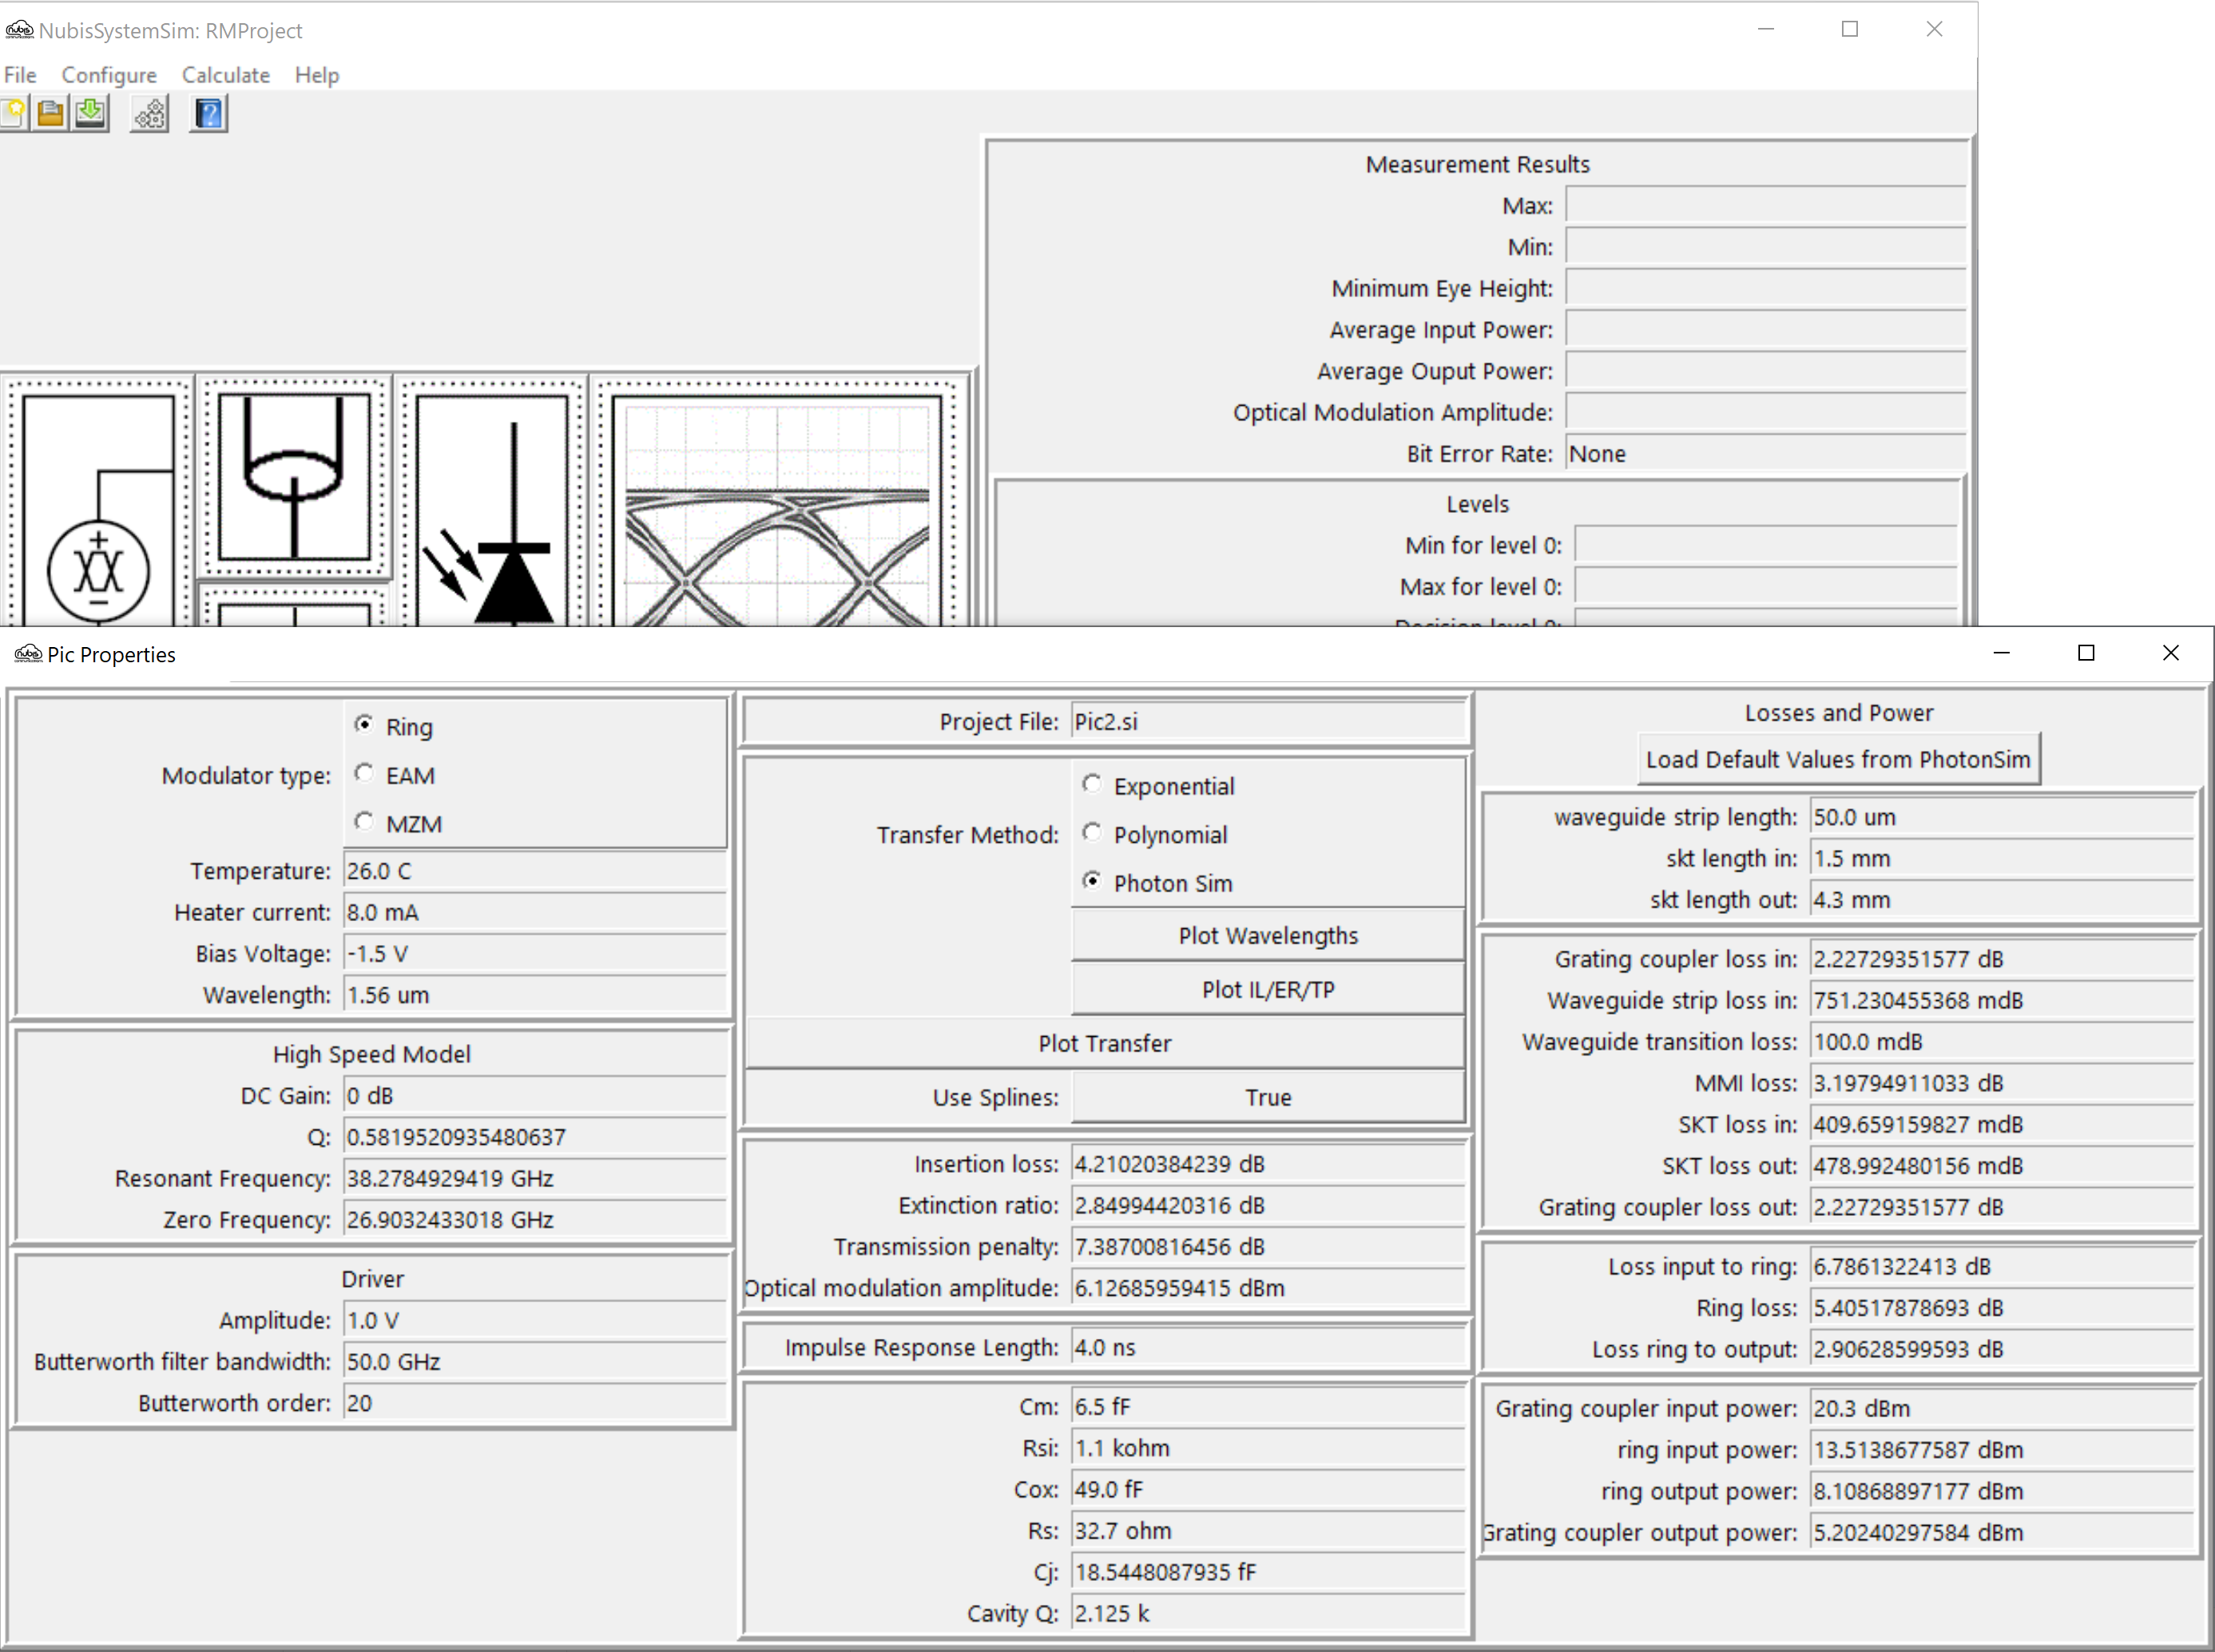 NubisSystemSim: RMProject
File Configure Calculate Help
Measurement Results
Max:
Min:
Minimum Eye Height:
Average Input Power:
Average Ouput Power:
Optical Modulation Amplitude:
Bit Error Rate: None
Levels
Min for level 0:
Max for level 0:
Decision level 0:
Pic Properties
Modulator type:
Ring
EAM
MZM
Temperature: 26.0 C
Heater current: 8.0 mA
Bias Voltage: -1.5 V
Wavelength: 1.56 um
High Speed Model
DC Gain: 0 dB
Q: 0.5819520935480637
Resonant Frequency: 38.2784929419 GHz
Zero Frequency: 26.9032433018 GHz
Driver
Amplitude: 1.0 V
Butterworth filter bandwidth: 50.0 GHz
Butterworth order: 20
Project File: Pic2.si
Transfer Method:
Exponential
Polynomial
Photon Sim
Plot Wavelengths
Plot IL/ER/TP
Plot Transfer
Use Splines: True
Insertion loss: 4.21020384239 dB
Extinction ratio: 2.84994420316 dB
Transmission penalty: 7.38700816456 dB
Optical modulation amplitude: 6.12685959415 dBm
Impulse Response Length: 4.0 ns
Cm: 6.5 fF
Rsi: 1.1 kohm
Cox: 49.0 fF
Rs: 32.7 ohm
Cj: 18.5448087935 fF
Cavity Q: 2.125 k
Losses and Power
Load Default Values from PhotonSim
waveguide strip length: 50.0 um
skt length in: 1.5 mm
skt length out: 4.3 mm
Grating coupler loss in: 2.22729351577 dB
Waveguide strip loss in: 751.230455368 mdB
Waveguide transition loss: 100.0 mdB
MMI loss: 3.19794911033 dB
SKT loss in: 409.659159827 mdB
SKT loss out: 478.992480156 mdB
Grating coupler loss out: 2.22729351577 dB
Loss input to ring: 6.7861322413 dB
Ring loss: 5.40517878693 dB
Loss ring to output: 2.90628599593 dB
Grating coupler input power: 20.3 dBm
ring input power: 13.5138677587 dBm
ring output power: 8.10868897177 dBm
Grating coupler output power: 5.20240297584 dBm